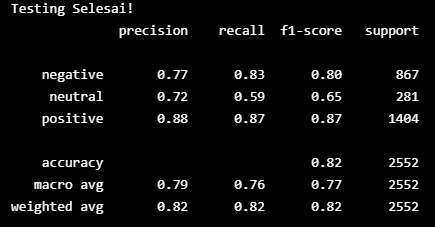 Testing Selesai!
precision recall f1-score support
negative 0.77 0.83 0.80 867
neutral 0.72 0.59 0.65 281
positive 0.88 0.87 0.87 1404
accuracy 0.82 2552
macro avg 0.79 0.76 0.77 2552
weighted avg 0.82 0.82 0.82 2552